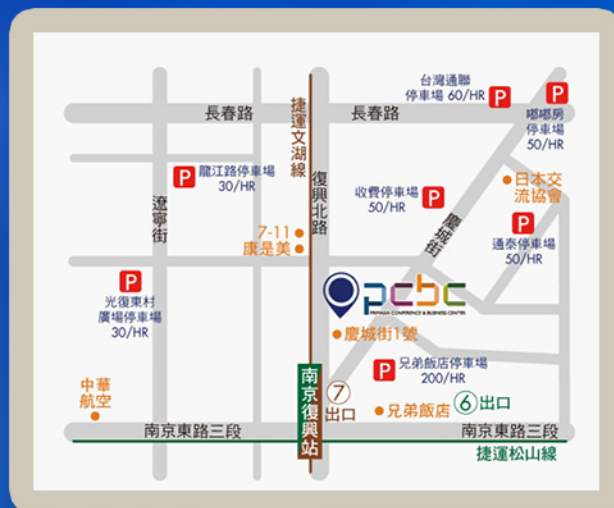 台灣通聯
停車場 60/HR
P
P
嘟嘟房
停車場
50/HR
長春路
長春路
捷運文湖線
P
龍江路停車場
30/HR
復興北路
收費停車場
50/HR
P
日本交
流協會
遼寧街
慶城街
P
通泰停車場
50/HR
7-11
康是美
P
光復東村
廣場停車場
30/HR
pcbc
PRIMASIA CONFERENCE & BUSINESS CENTER
慶城街1號
P
兄弟飯店停車場
200/HR
中華
航空
南京復興站
7
出口
兄弟飯店
6出口
南京東路三段
南京東路三段
捷運松山線